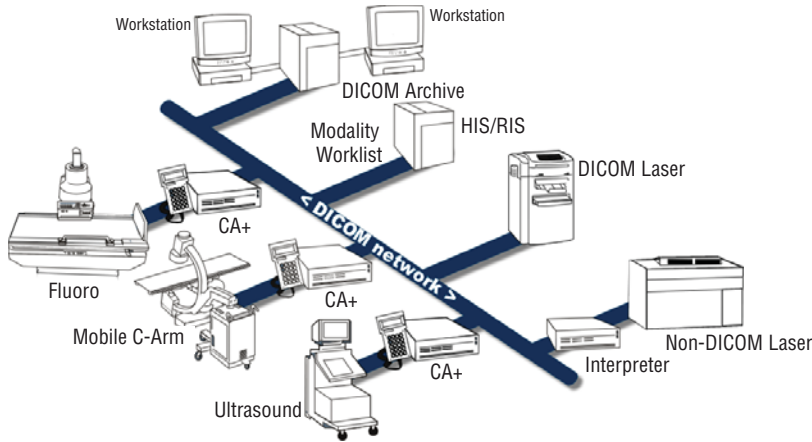 Workstation
Workstation
DICOM Archive
Modality
Worklist
HIS/RIS
DICOM Laser
CA+
< DICOM network >
Fluoro
CA+
Mobile C-Arm
CA+
Interpreter
Non-DICOM Laser
Ultrasound